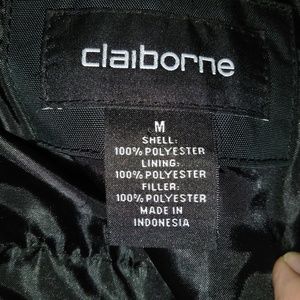 claiborne
M
SHELL:
100% POLYESTER
LINING:
100% POLYESTER
FILLER:
100% POLYESTER
MADE IN
INDONESIA